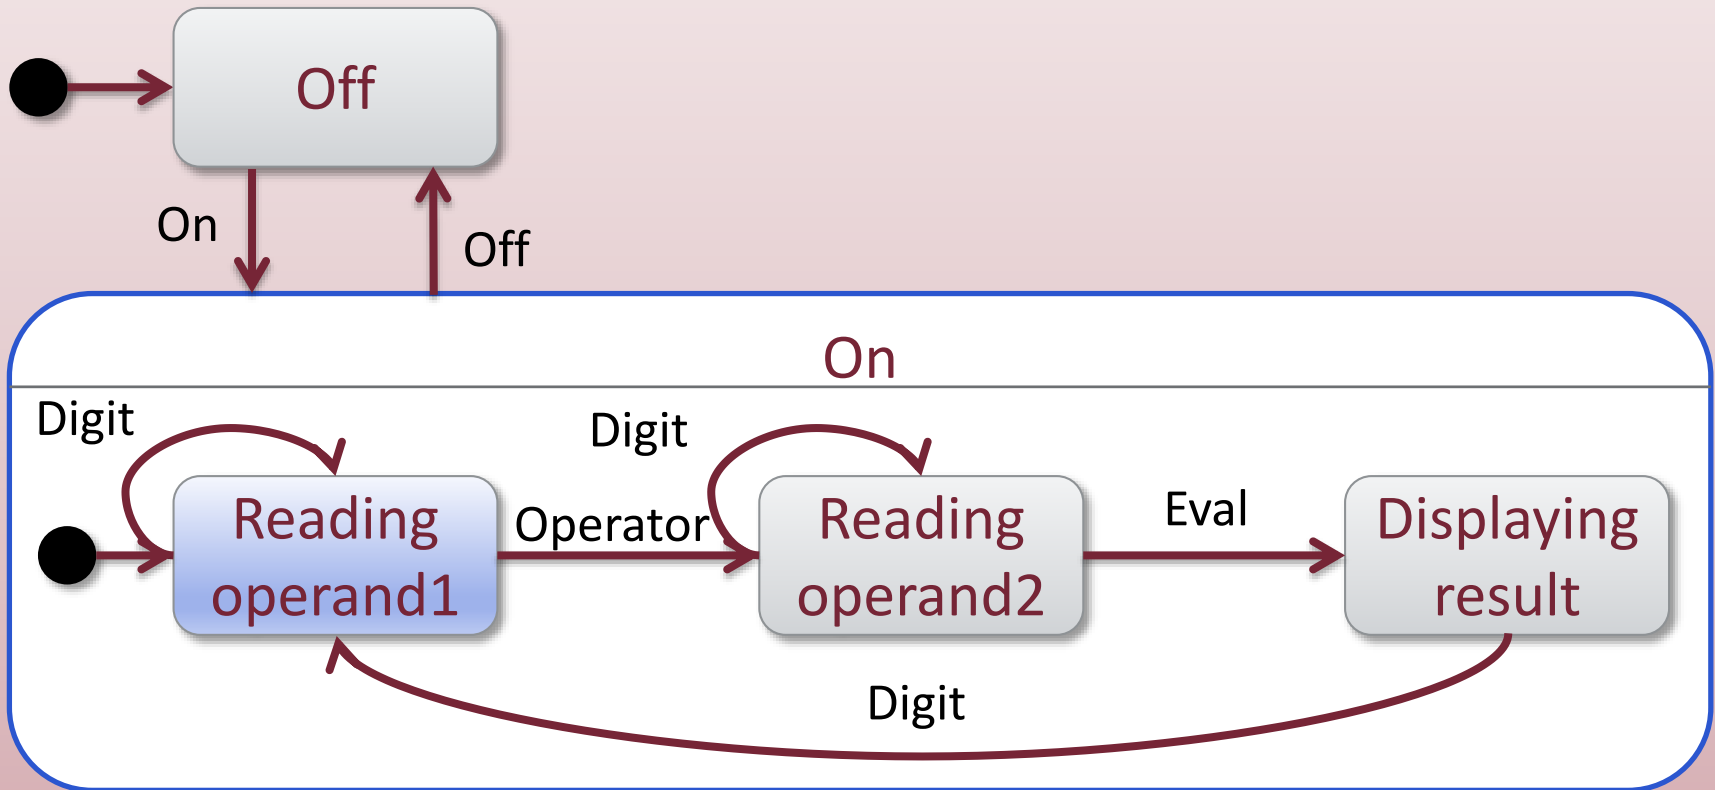 Off
On
Off
On
Digit
Digit
Reading
operand1
Operator
Reading
operand2
Eval
Displaying
result
Digit